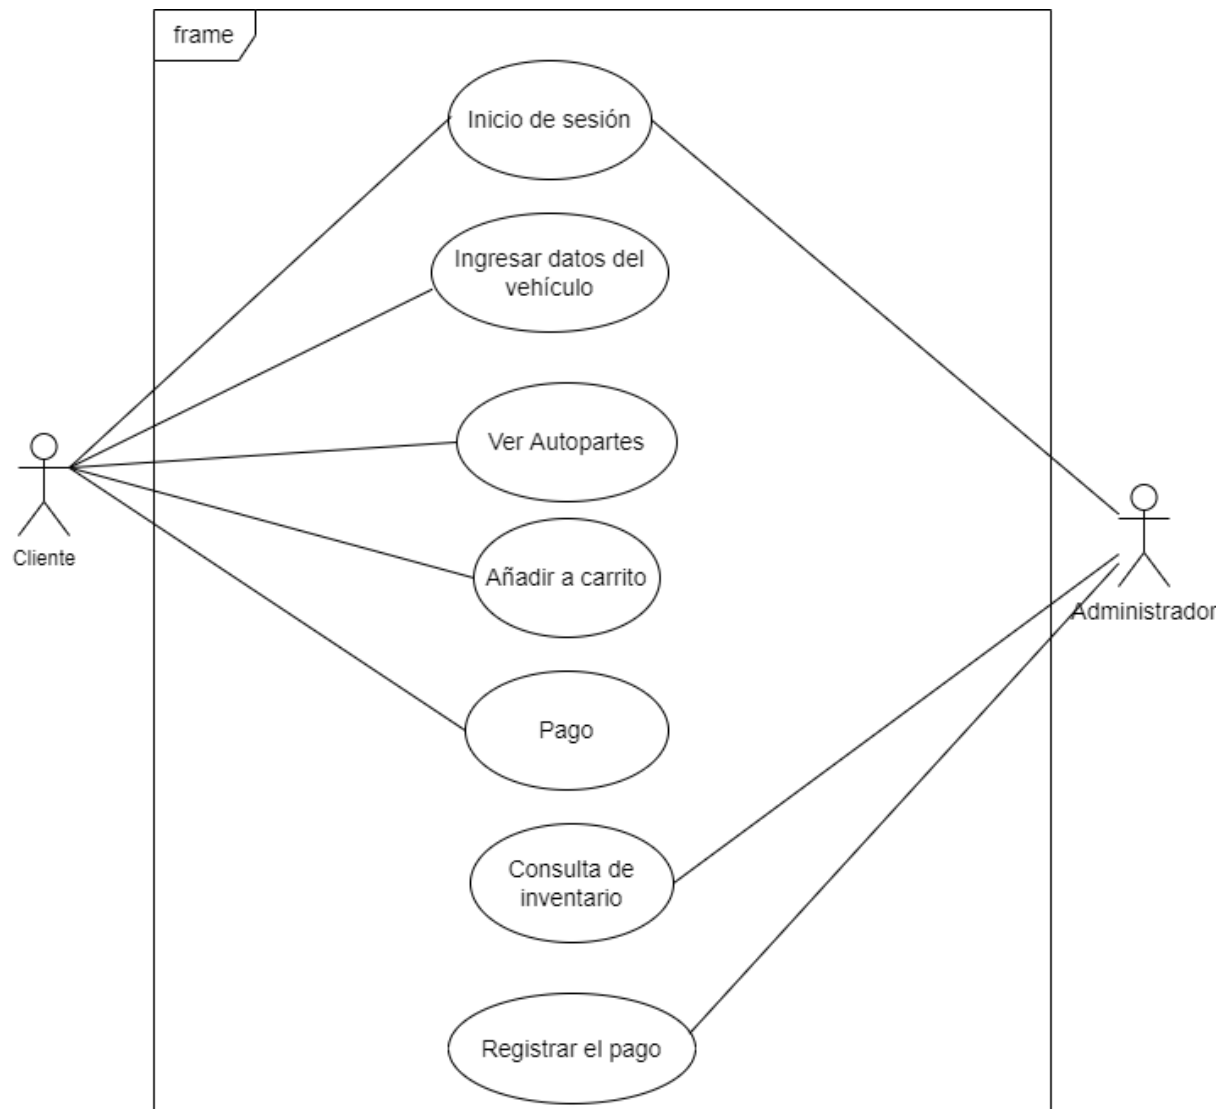 frame
Inicio de sesión
Ingresar datos del
vehículo
Ver Autopartes
Cliente
Añadir a carrito
Administrador
Pago
Consulta de
inventario
Registrar el pago